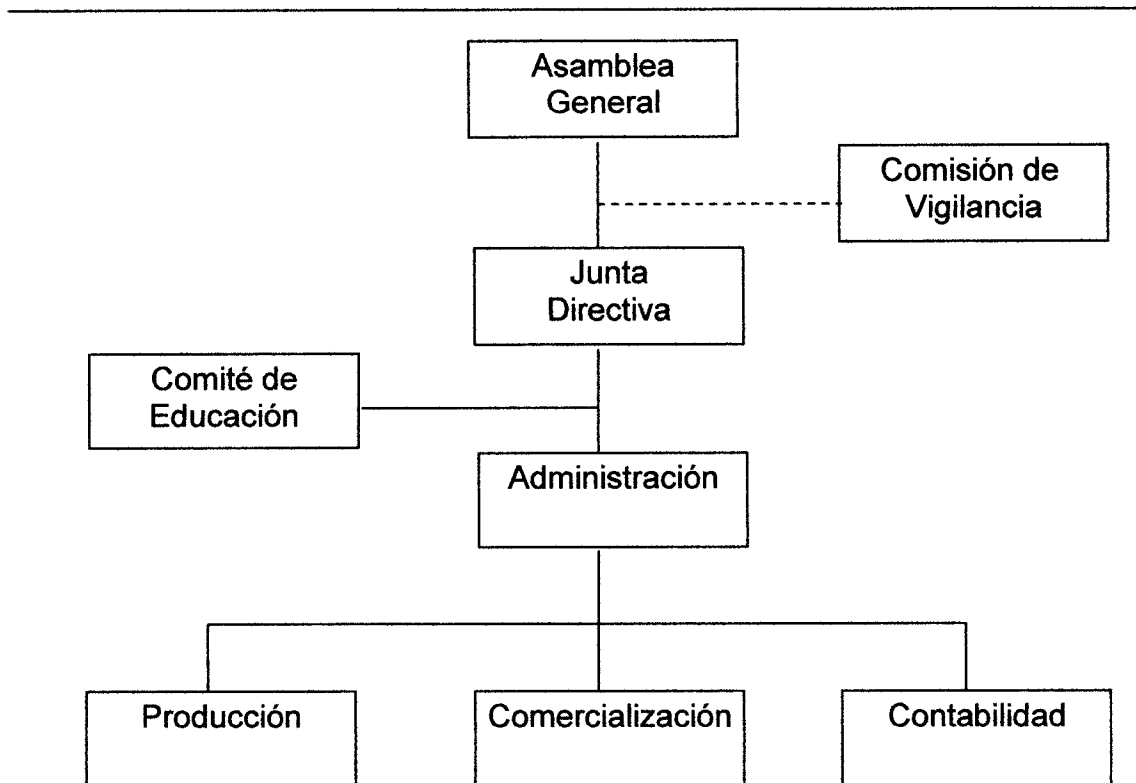 Asamblea
General
Comisión de
Vigilancia
Junta
Directiva
Comité de
Educación
Administración
Producción
Comercialización
Contabilidad